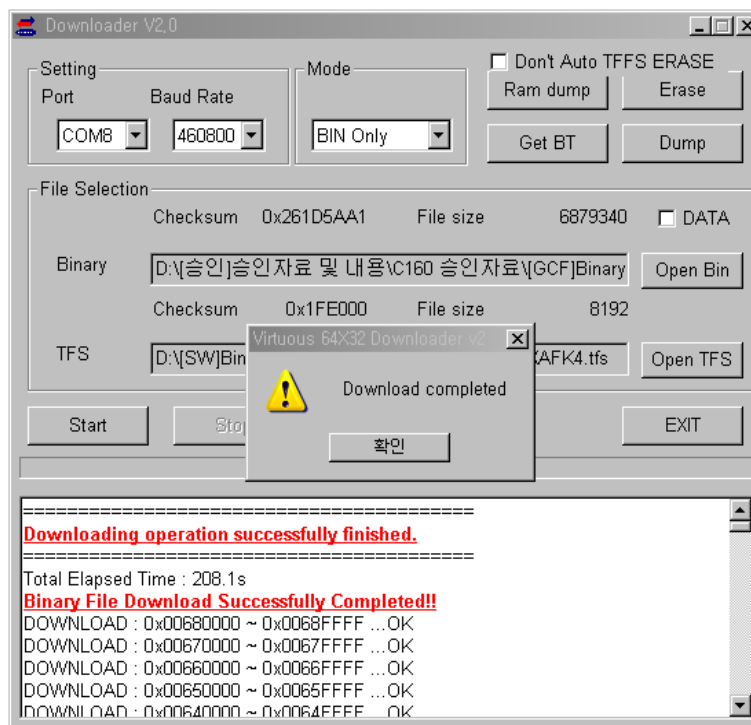 Downloader V2.0
Setting
Mode
Don't Auto TFFS ERASE
Port
Baud Rate
Ram dump
Erase
COM8
460800
BIN Only
Get BT
Dump
File Selection
Checksum 0x261D5AA1 File size 6879340 DATA
Binary D:\[승인]승인자료 및 내용\C160 승인자료\[GCF]Binary Open Bin
Checksum 0x1FE000 File size 8192
TFS D:\[SW]Bin AFK4.tfs Open TFS
Virtuous 64X32 Downloader v2
Download completed
확인
Start
Stop
EXIT
==========================================
Downloading operation successfully finished.
==========================================
Total Elapsed Time : 208.1s
Binary File Download Successfully Completed!!
DOWNLOAD : 0x00680000 ~ 0x0068FFFF ...OK
DOWNLOAD : 0x00670000 ~ 0x0067FFFF ...OK
DOWNLOAD : 0x00660000 ~ 0x0066FFFF ...OK
DOWNLOAD : 0x00650000 ~ 0x0065FFFF ...OK
DOWNLOAD : 0x00640000 ~ 0x0064FFFF ...OK